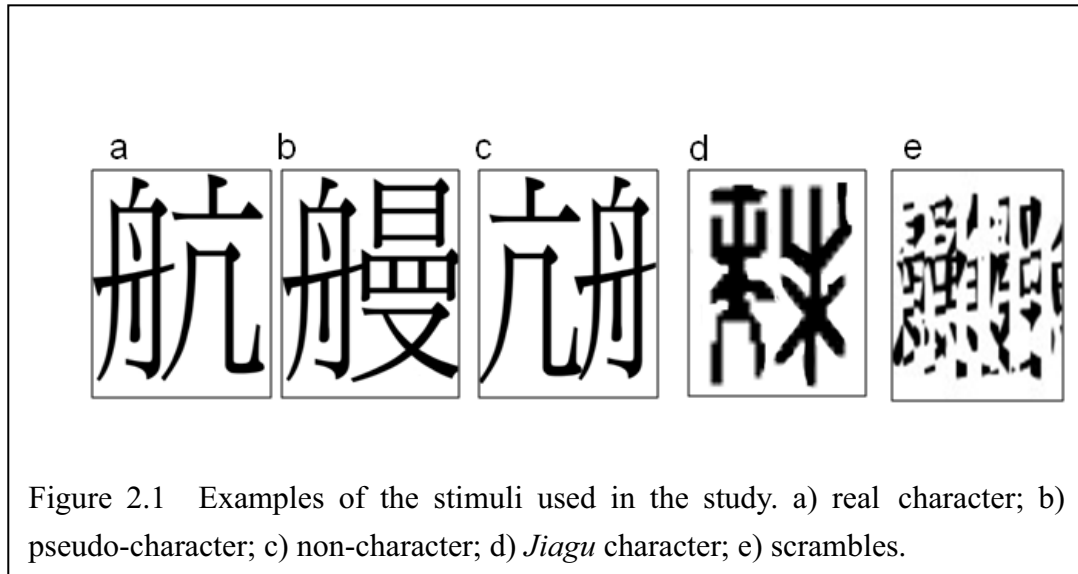 a b c d e
航
Figure 2.1 Examples of the stimuli used in the study. a) real character; b)
pseudo-character; c) non-character; d) Jiagu character; e) scrambles.